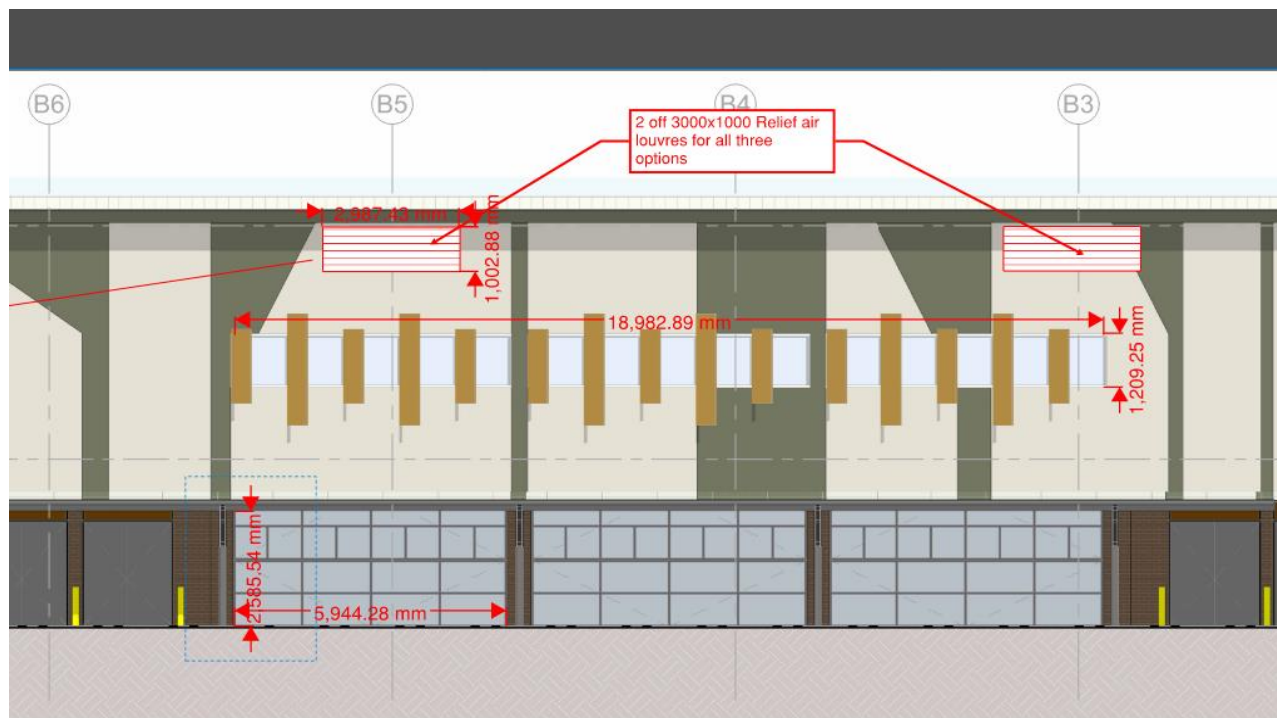 B6
B5
B4
B3
2 off 3000x1000 Relief air
louvres for all three
options
2,987.43 mm
1,002.88 mm
18,982.89 mm
1,209.25 mm
2,585.54 mm
5,944.28 mm